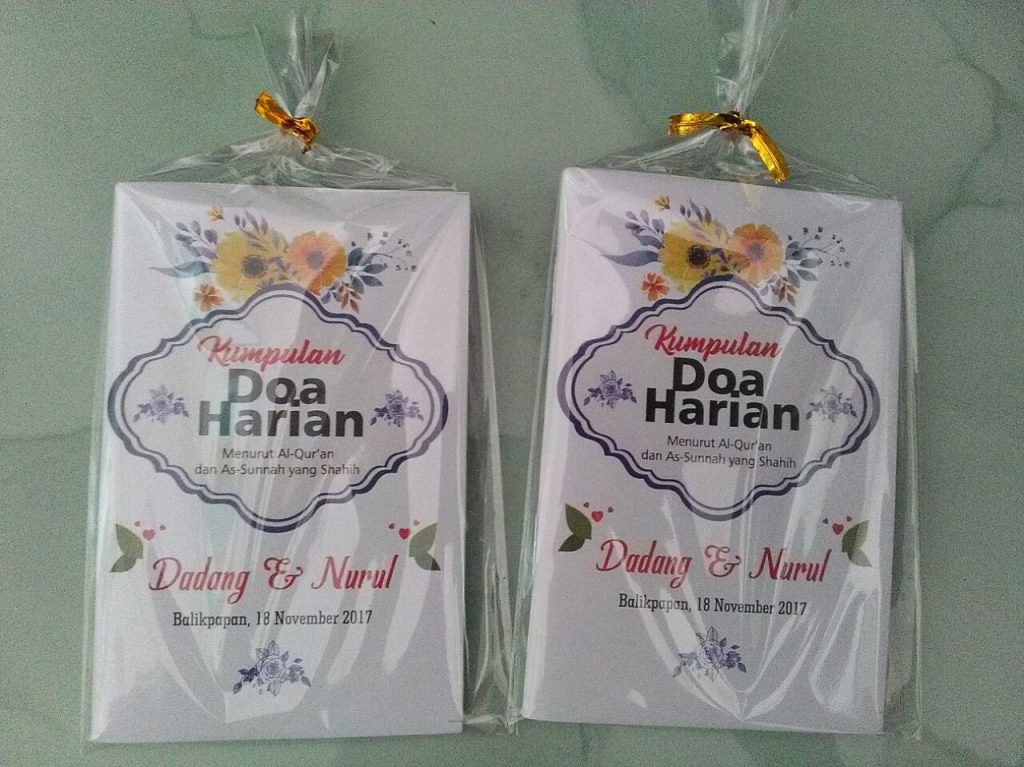 Kumpulan
Doa
Harian
Menurut Al-Qur'an
dan As-Sunnah yang Shahih
Dadang & Nurul
Balikpapan, 18 November 2017
Kumpulan
Doa
Harian
Menurut Al-Qur'an
dan As-Sunnah yang Shahih
Dadang & Nurul
Balikpapan, 18 November 2017